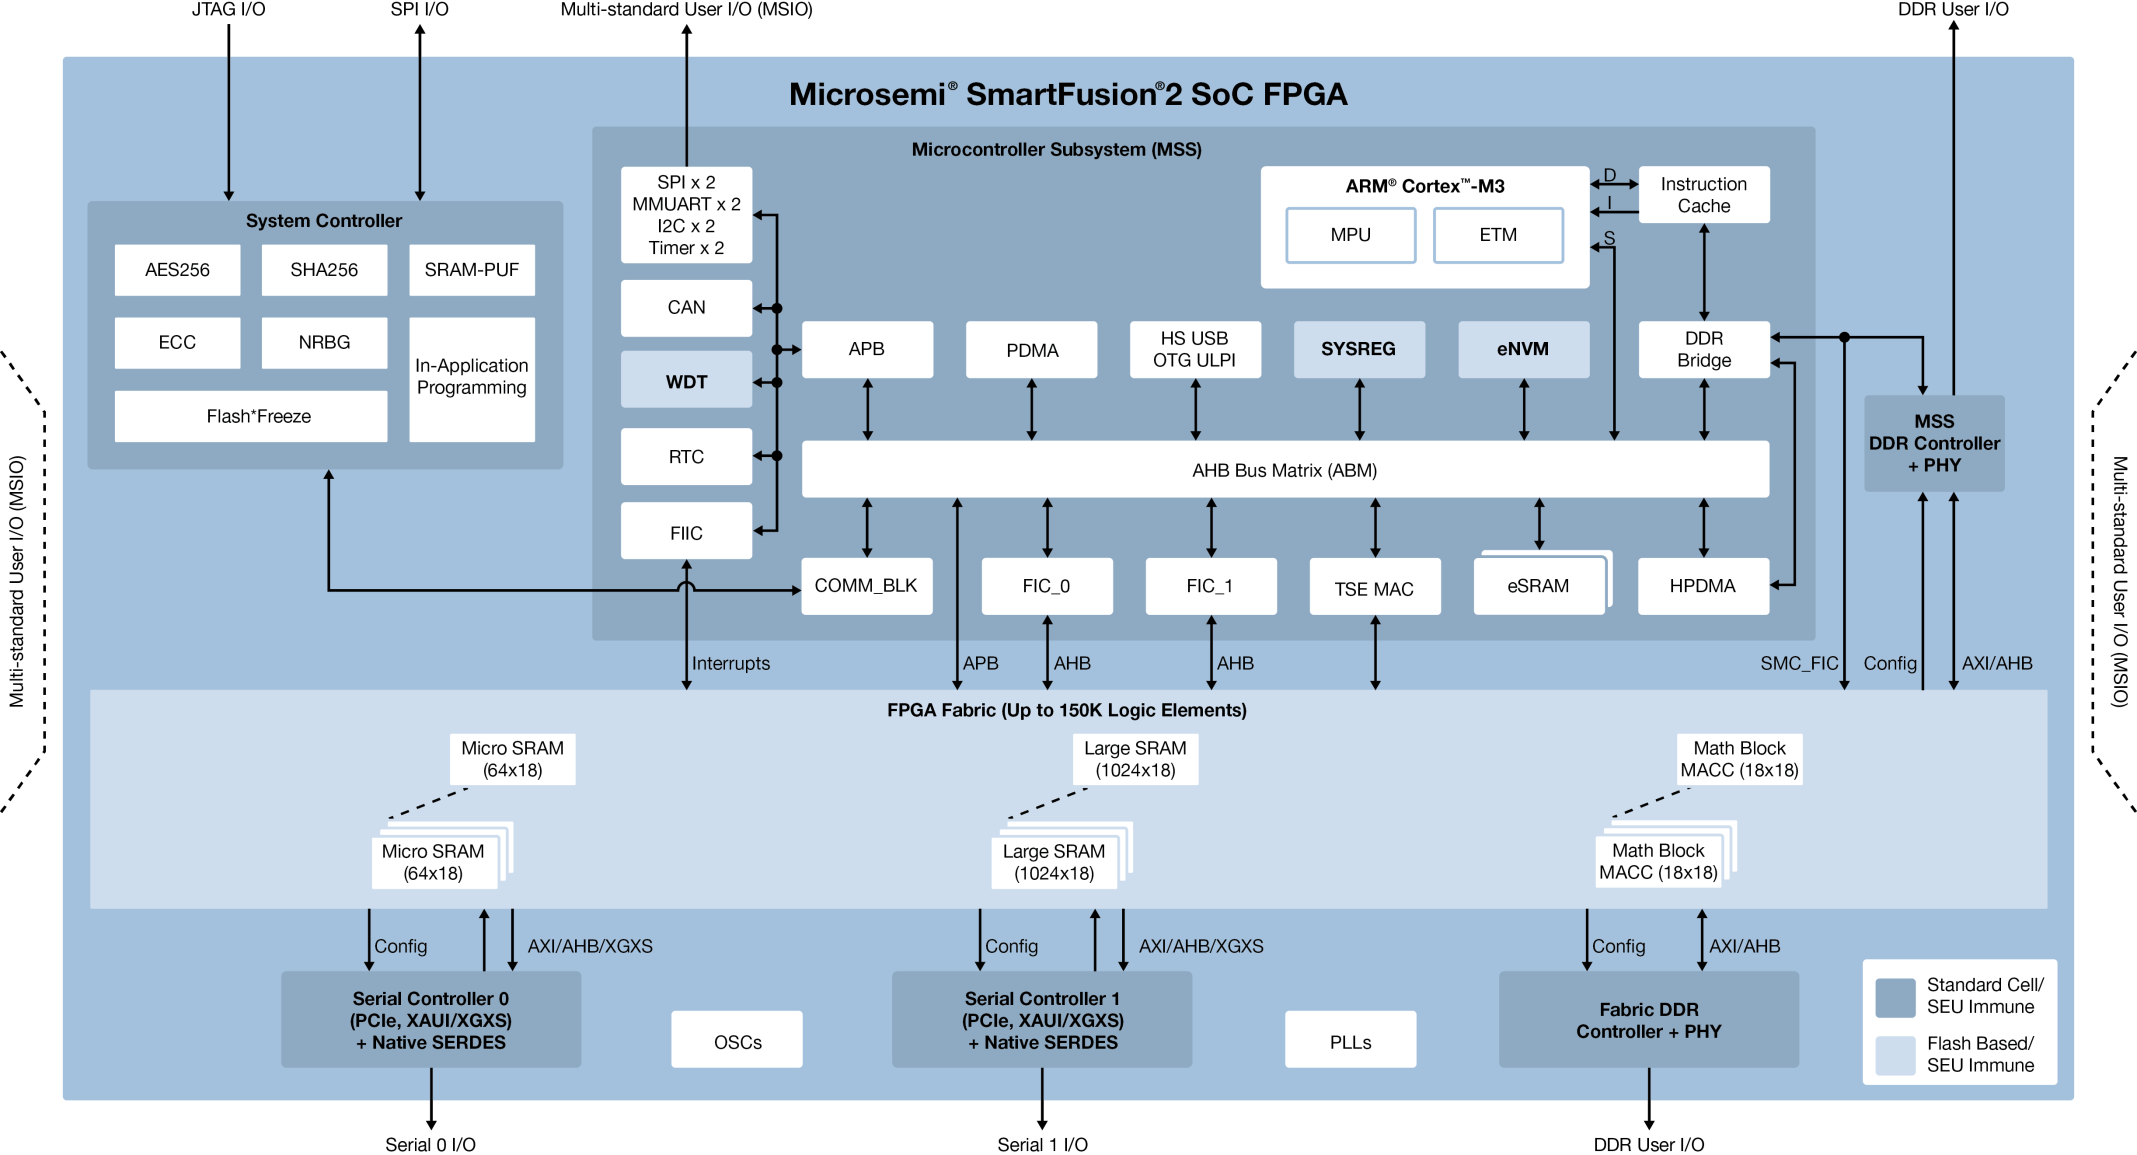 JTAG I/O
SPI I/O
Multi-standard User I/O (MSIO)
DDR User I/O
Microsemi® SmartFusion®2 SoC FPGA
Microcontroller Subsystem (MSS)
System Controller
AES256
SHA256
SRAM-PUF
ECC
NRBG
In-Application
Programming
Flash*Freeze
SPI x 2
MMUART x 2
I2C x 2
Timer x 2
CAN
WDT
RTC
FIIC
ARM® Cortex™-M3
MPU
ETM
D
I
S
Instruction
Cache
APB
PDMA
HS USB
OTG ULPI
SYSREG
eNVM
DDR
Bridge
MSS
DDR Controller
+ PHY
AHB Bus Matrix (ABM)
COMM_BLK
FIC_0
FIC_1
TSE MAC
eSRAM
HPDMA
Multi-standard User I/O (MSIO)
Multi-standard User I/O (MSIO)
Interrupts
APB
AHB
AHB
SMC_FIC
Config
AXI/AHB
FPGA Fabric (Up to 150K Logic Elements)
Micro SRAM
(64x18)
Large SRAM
(1024x18)
Math Block
MACC (18x18)
Micro SRAM
(64x18)
Large SRAM
(1024x18)
Math Block
MACC (18x18)
Config
AXI/AHB/XGXS
Config
AXI/AHB/XGXS
Config
AXI/AHB
Serial Controller 0
(PCIe, XAUI/XGXS)
+ Native SERDES
OSCs
Serial Controller 1
(PCIe, XAUI/XGXS)
+ Native SERDES
PLLs
Fabric DDR
Controller + PHY
Standard Cell/
SEU Immune
Flash Based/
SEU Immune
Serial 0 I/O
Serial 1 I/O
DDR User I/O